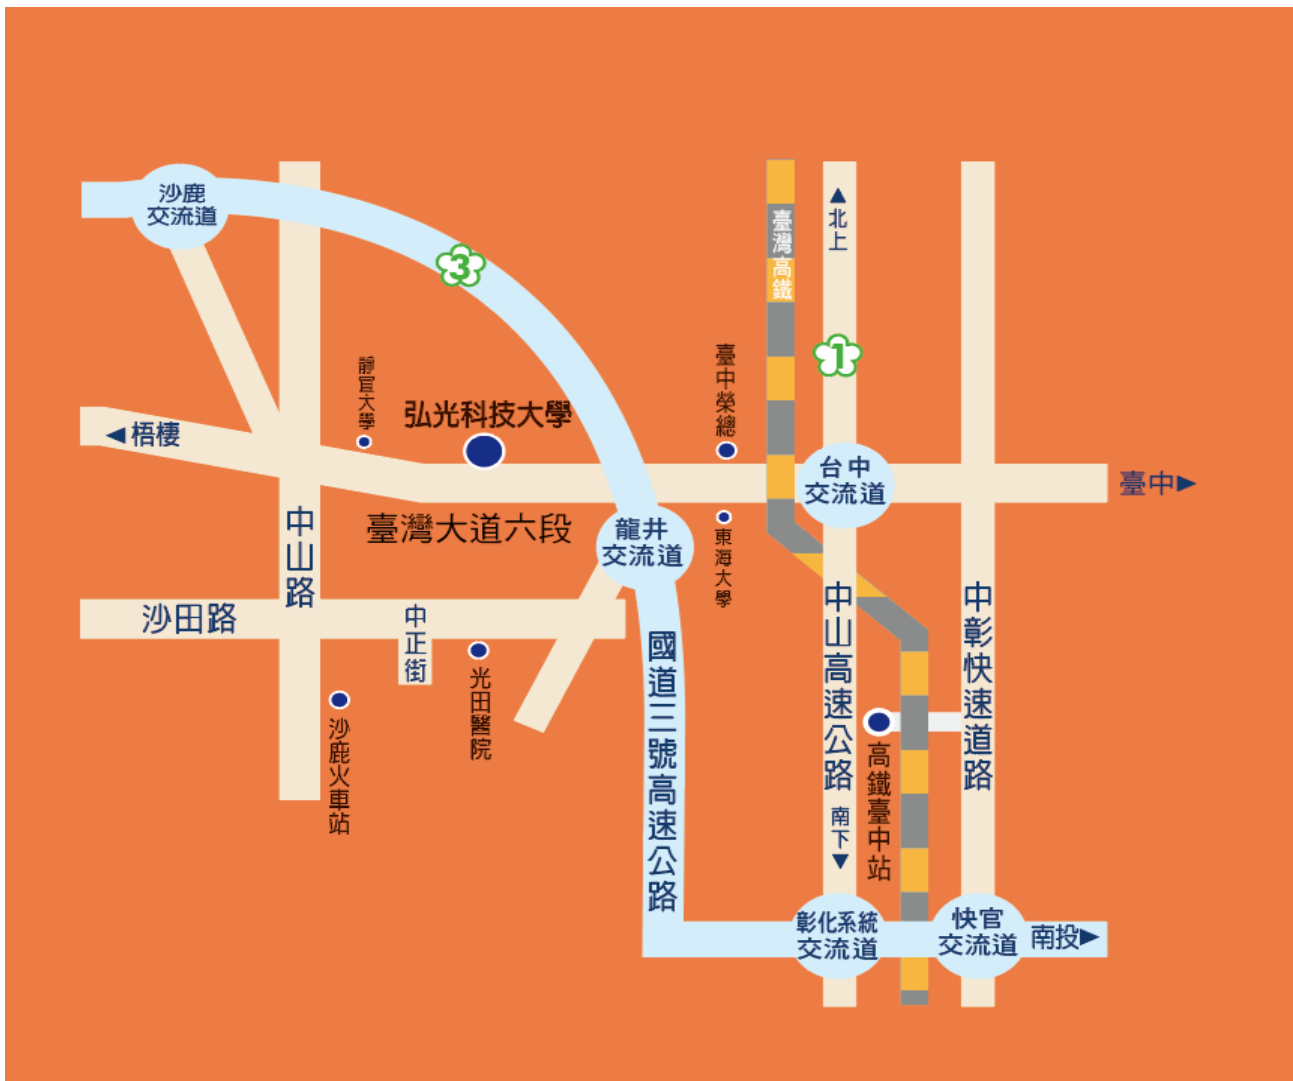 沙鹿
交流道
3
臺灣高鐵
▲北上
1
靜宜大學
弘光科技大學
臺中榮總
◀梧棲
台中
交流道
臺中▶
臺灣大道六段
中山路
龍井
交流道
東海大學
沙田路
中正街
光田醫院
沙鹿火車站
國道三號高速公路
中山高速公路
南下▼
中彰快速道路
高鐵臺中站
彰化系統
交流道
快官
交流道
南投▶